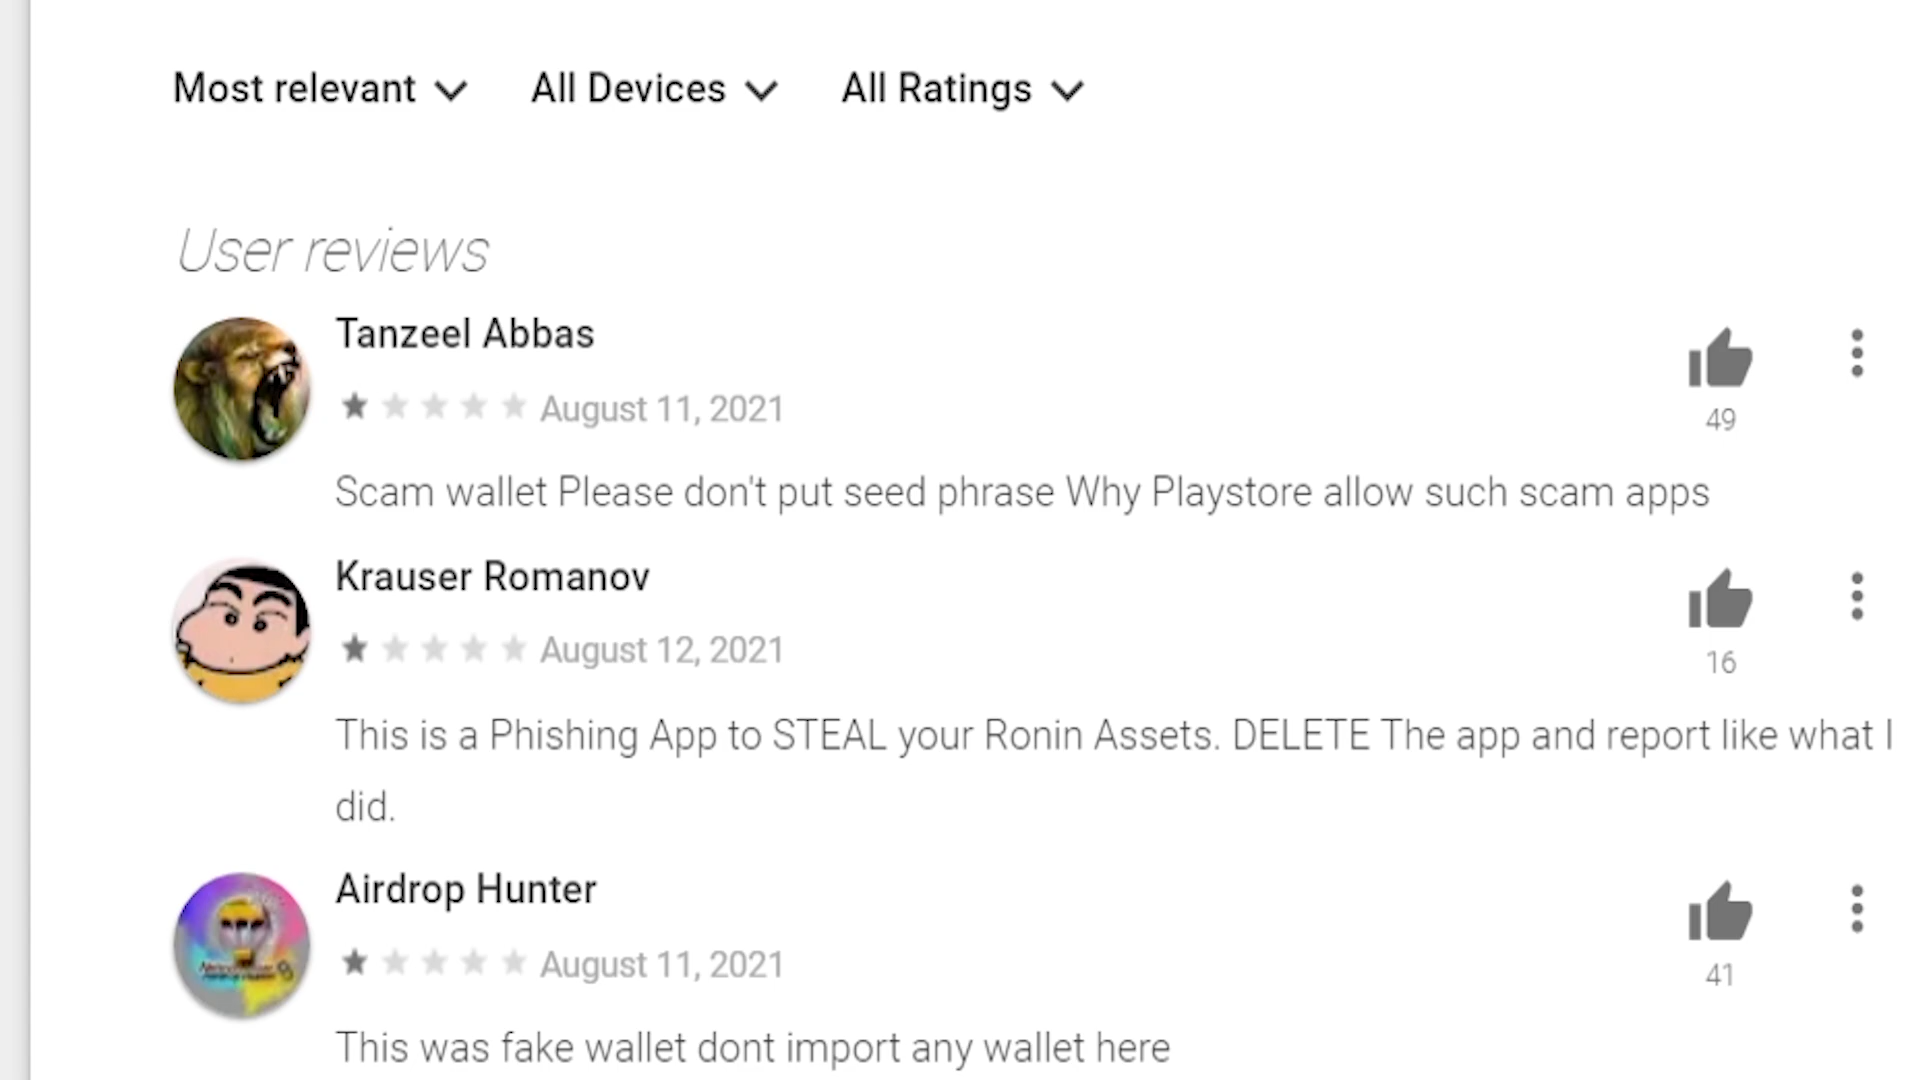 Most relevant All Devices All Ratings
User reviews
Tanzeel Abbas
August 11, 2021
49
Scam wallet Please don't put seed phrase Why Playstore allow such scam apps
Krauser Romanov
August 12, 2021
16
This is a Phishing App to STEAL your Ronin Assets. DELETE The app and report like what I
did.
Airdrop Hunter
August 11, 2021
41
This was fake wallet dont import any wallet here